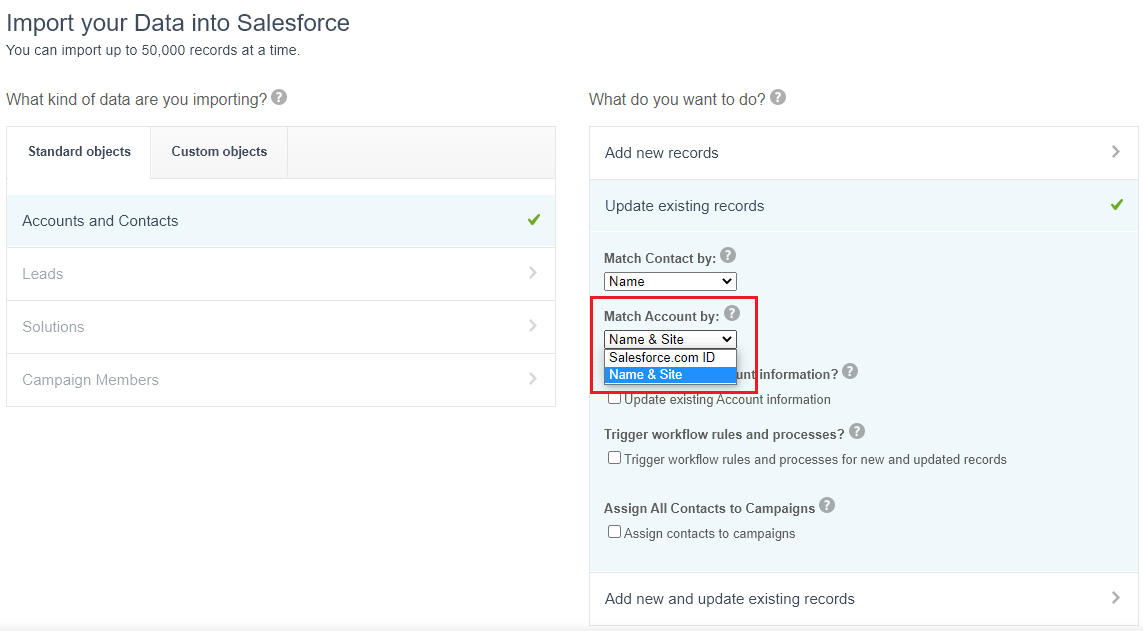 Import your Data into Salesforce
You can import up to 50,000 records at a time.
What kind of data are you importing? ?
Standard objects
Custom objects
Accounts and Contacts
Leads
Solutions
Campaign Members
What do you want to do? ?
Add new records
Update existing records
Match Contact by: ?
Name
Match Account by: ?
Name & Site
Salesforce.com ID
Name & Site
unt information? ?
Update existing Account information
Trigger workflow rules and processes? ?
Trigger workflow rules and processes for new and updated records
Assign All Contacts to Campaigns ?
Assign contacts to campaigns
Add new and update existing records